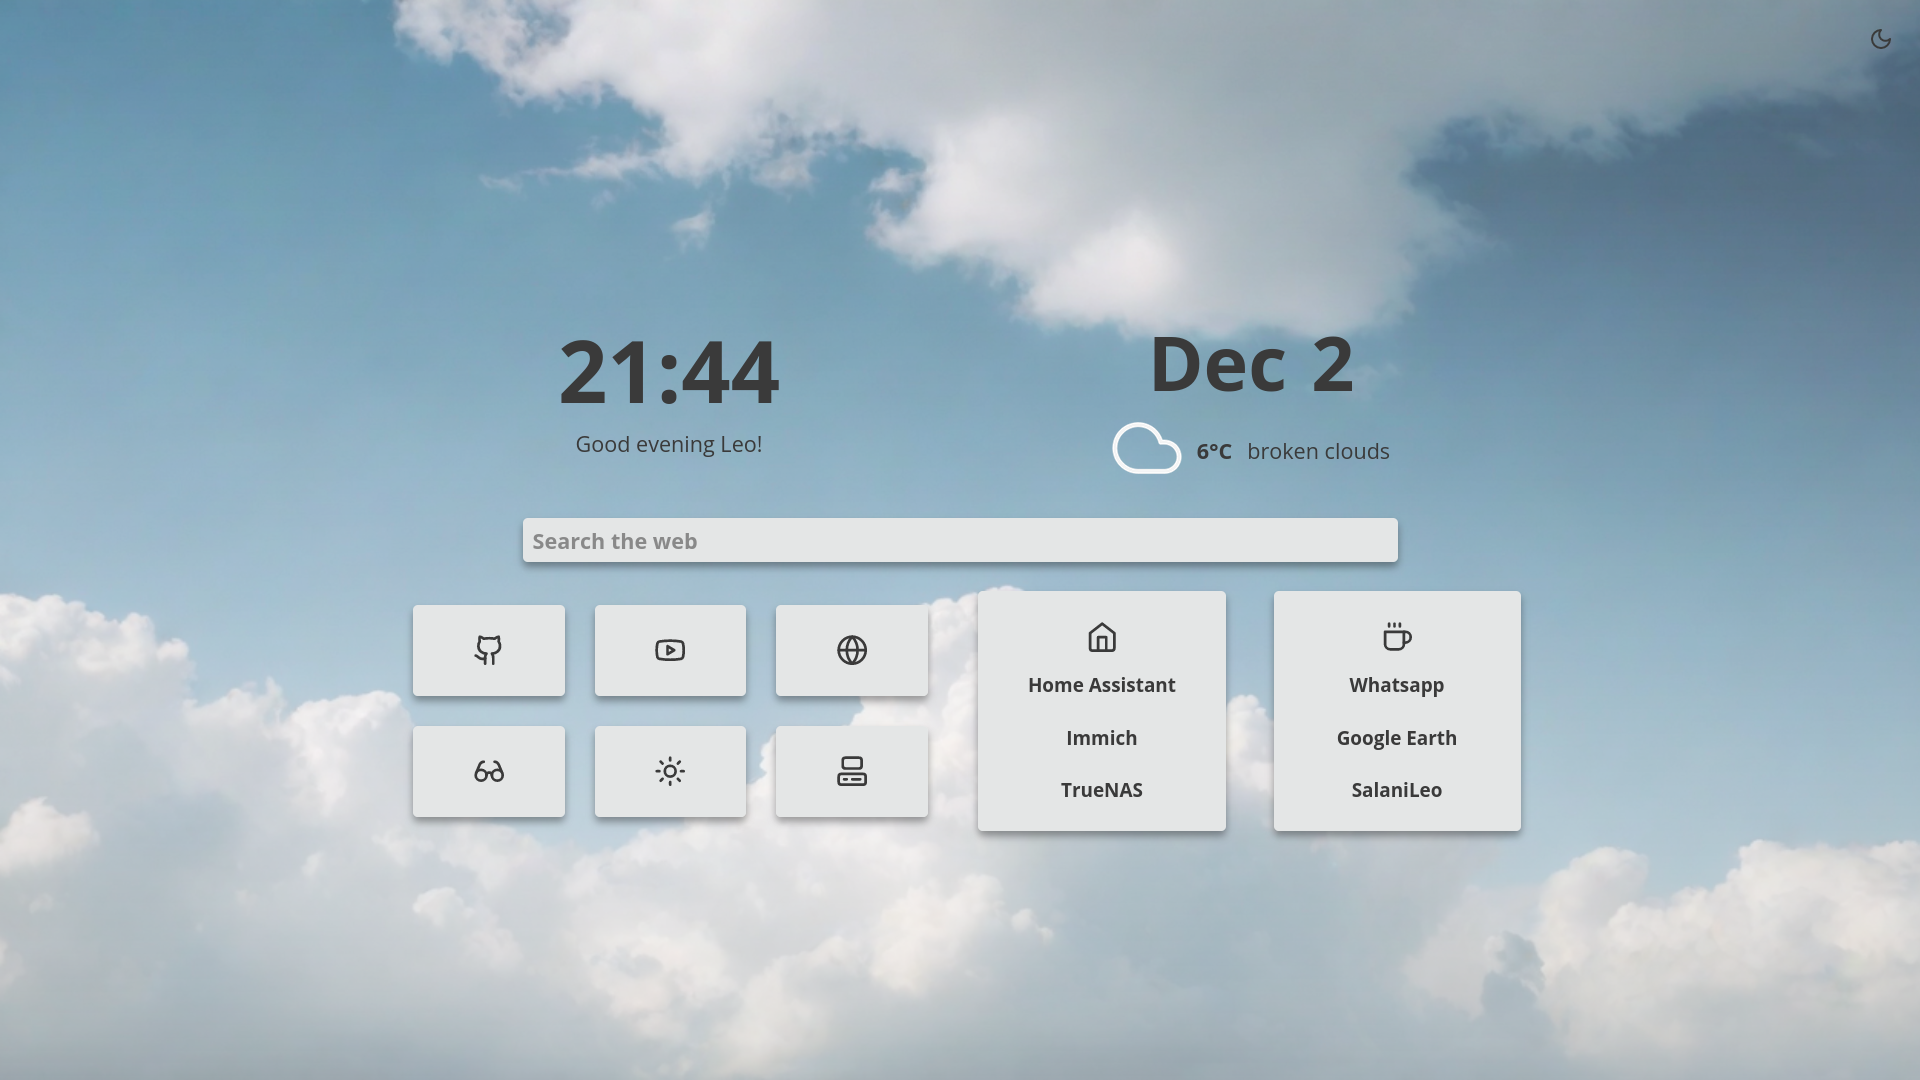 21:44
Good evening Leo!
Dec 2
6°C broken clouds
Search the web
Home Assistant
Immich
TrueNAS
Whatsapp
Google Earth
SalaniLeo